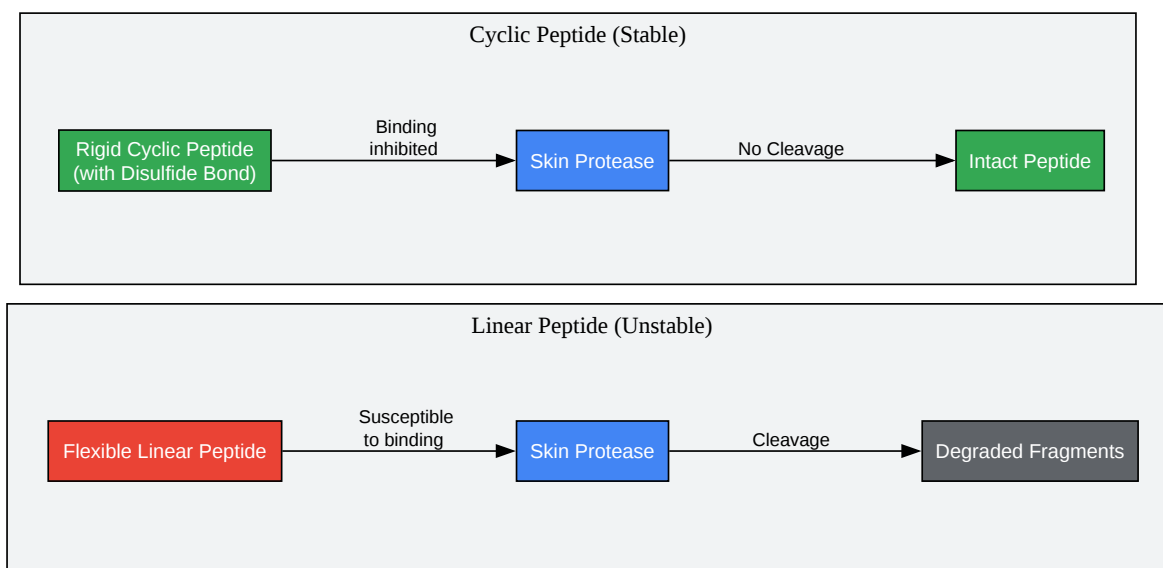 Cyclic Peptide (Stable)
Binding
inhibited
Rigid Cyclic Peptide
(with Disulfide Bond)
Skin Protease
No Cleavage
Intact Peptide
Linear Peptide (Unstable)
Susceptible
to binding
Flexible Linear Peptide
Skin Protease
Cleavage
Degraded Fragments